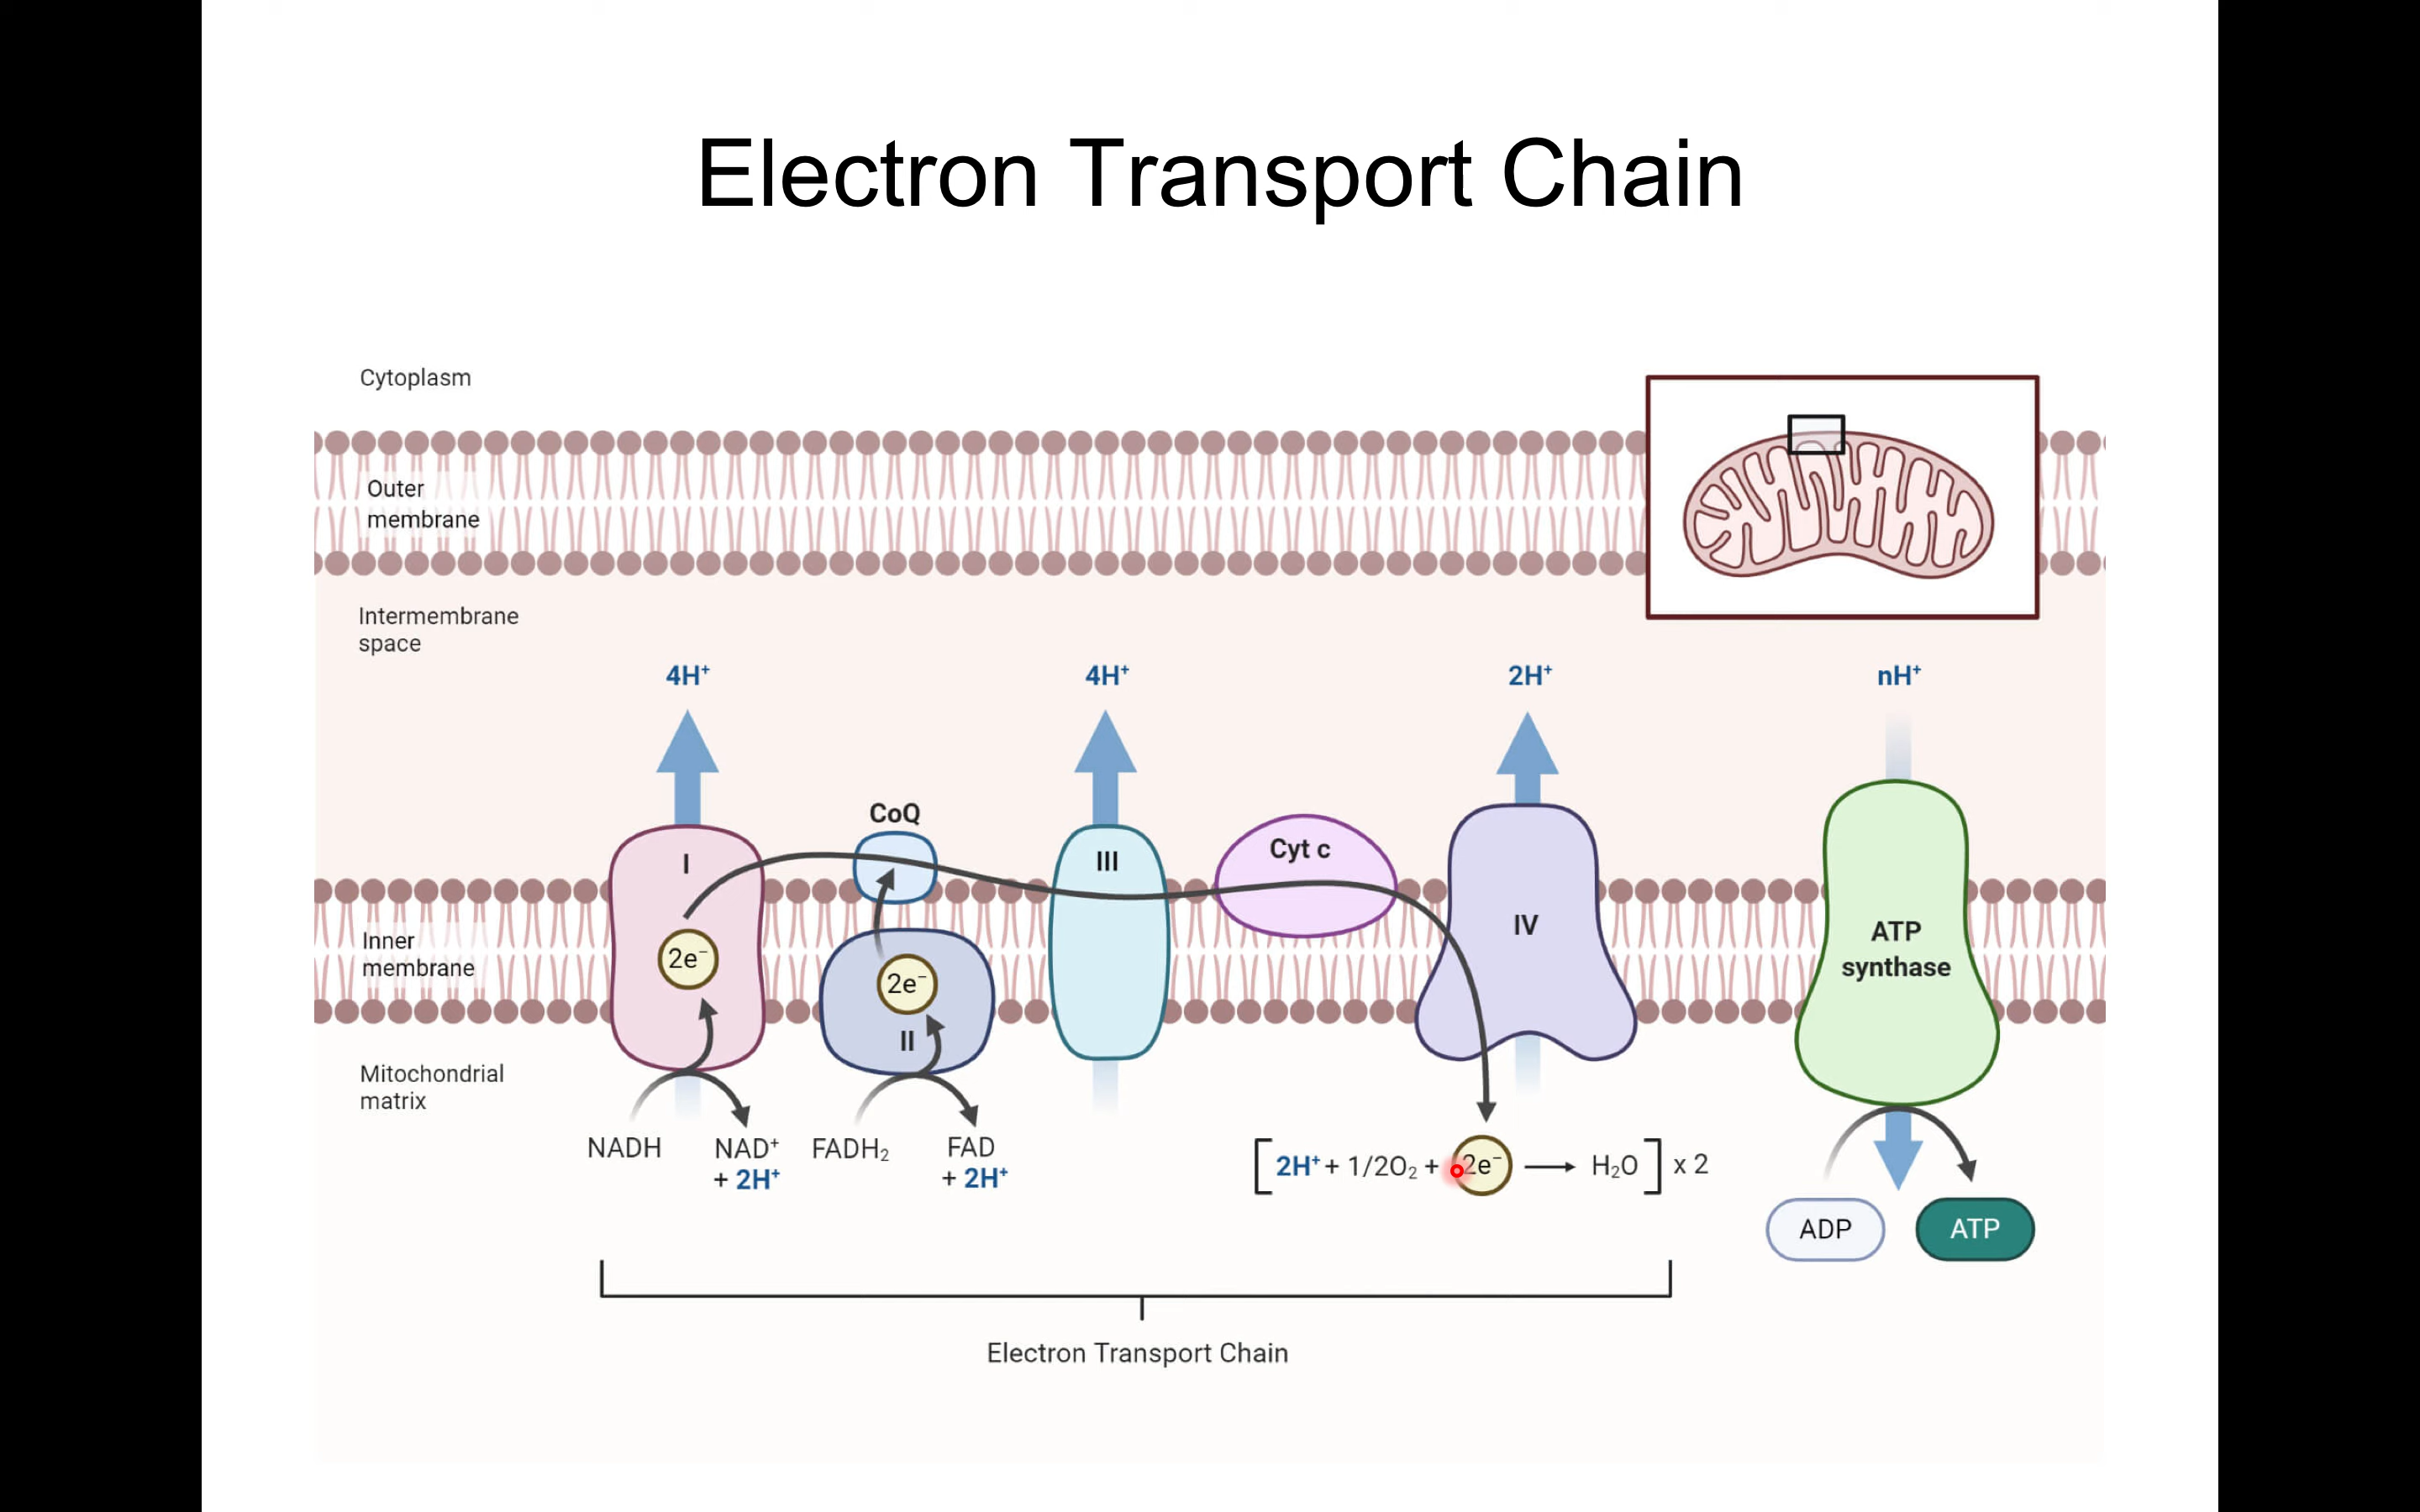 Electron Transport Chain
Cytoplasm
Outer
membrane
Intermembrane
space
4H⁺
4H⁺
2H⁺
nH⁺
CoQ
I
III
Cyt c
IV
ATP
synthase
Inner
membrane
2e⁻
2e⁻
II
Mitochondrial
matrix
NADH
NAD⁺
+ 2H⁺
FADH₂
FAD
+ 2H⁺
[2H⁺ + 1/2O₂ + 2e⁻ → H₂O] x 2
ADP
ATP
Electron Transport Chain